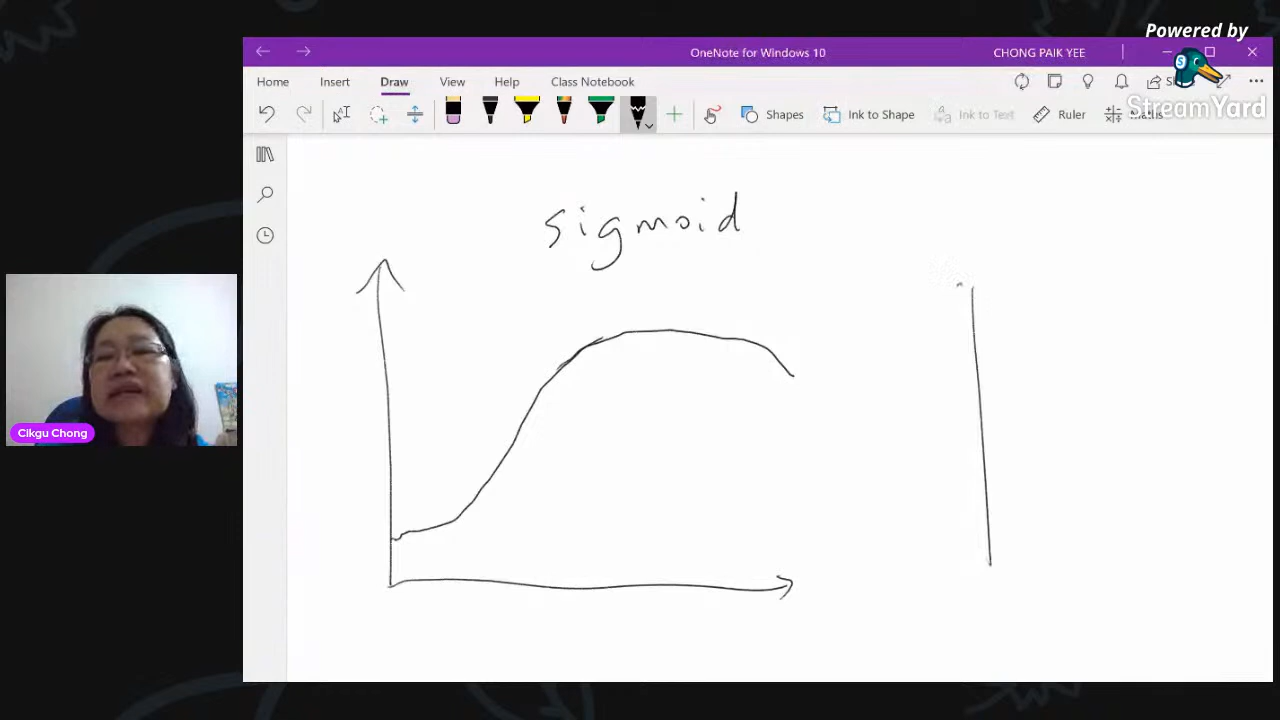 Powered by
OneNote for Windows 10
CHONG PAIK YEE
StreamYard
Home Insert Draw View Help Class Notebook
Shapes Ink to Shape Ink to Text Ruler
sigmoid
Cikgu Chong